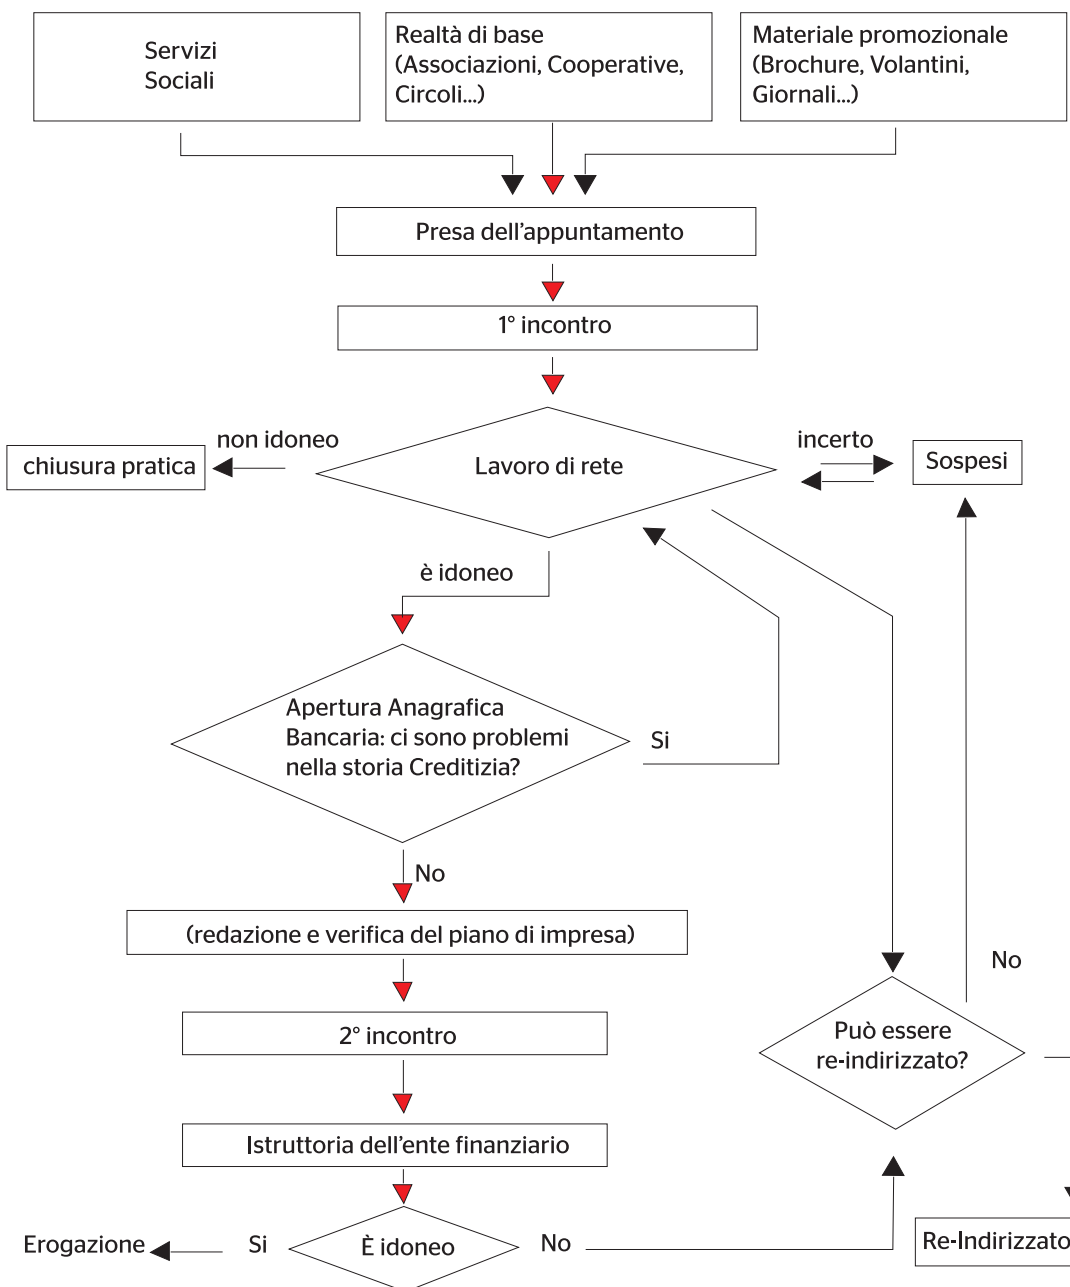 Servizi
Sociali
Realtà di base
(Associazioni, Cooperative,
Circoli...)
Materiale promozionale
(Brochure, Volantini,
Giornali...)
Presa dell'appuntamento
1° incontro
non idoneo
incerto
chiusura pratica
Lavoro di rete
Sospesi
è idoneo
Apertura Anagrafica
Bancaria: ci sono problemi
nella storia Creditizia?
Si
No
(redazione e verifica del piano di impresa)
No
2° incontro
Può essere
re-indirizzato?
Istruttoria dell'ente finanziario
Erogazione
Si
È idoneo
No
Re-Indirizzato